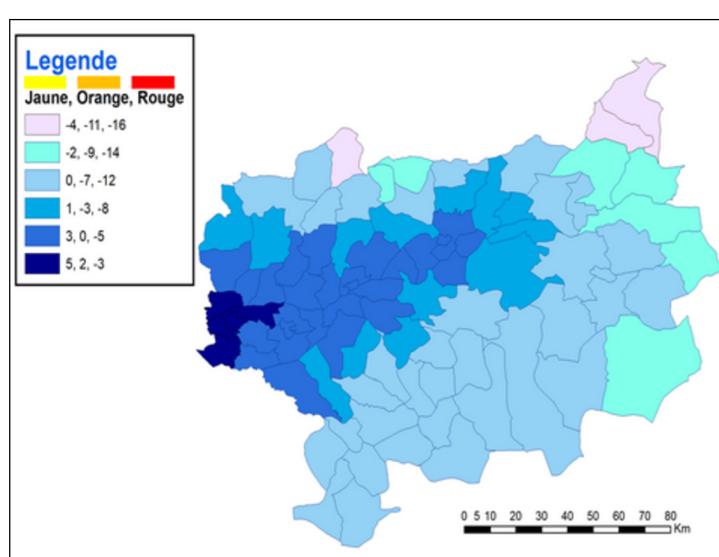 Legende
Jaune, Orange, Rouge
-4, -11, -16
-2, -9, -14
0, -7, -12
1, -3, -8
3, 0, -5
5, 2, -3
0 5 10 20 30 40 50 60 70 80
Km